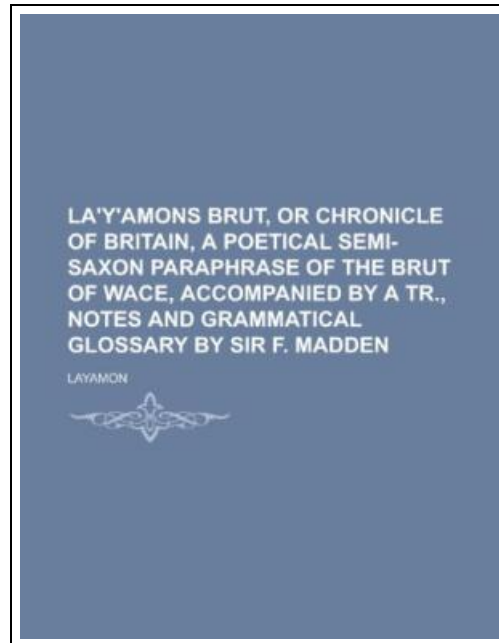 LA'Y'AMONS BRUT, OR CHRONICLE
OF BRITAIN, A POETICAL SEMI-
SAXON PARAPHRASE OF THE BRUT
OF WACE, ACCOMPANIED BY A TR.,
NOTES AND GRAMMATICAL
GLOSSARY BY SIR F. MADDEN
LAYAMON